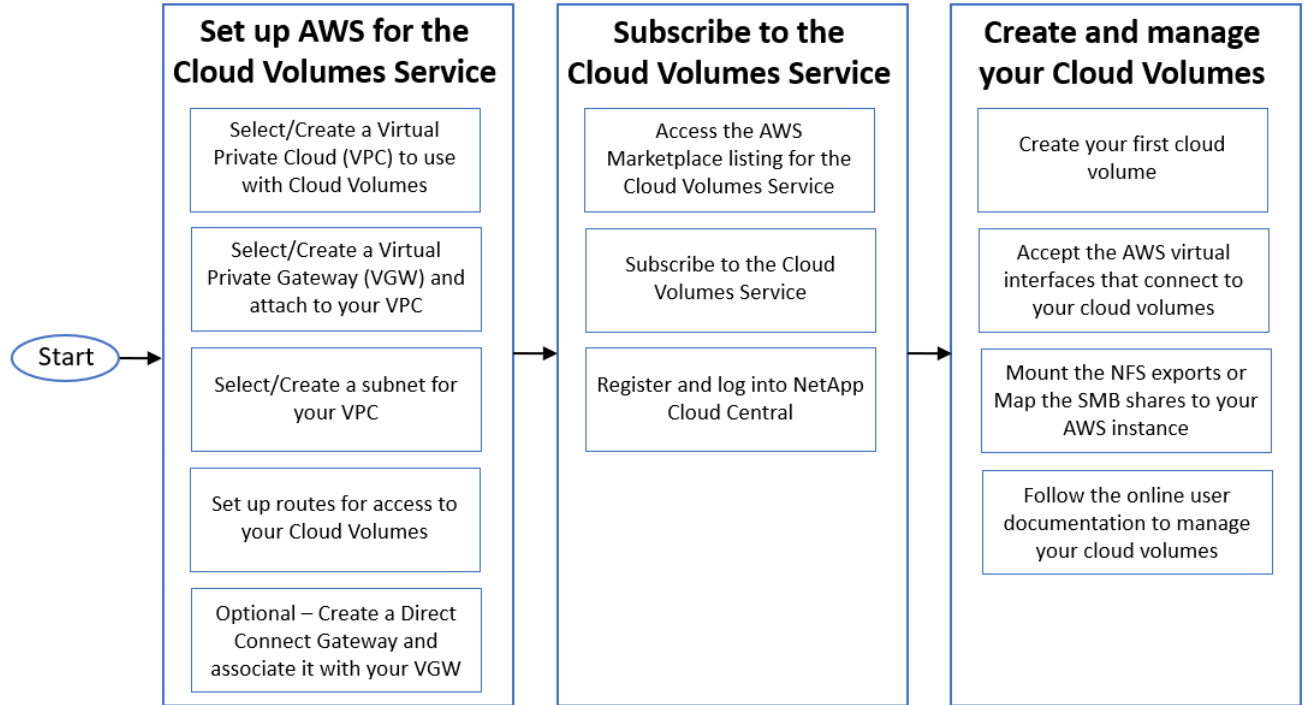 Start
Set up AWS for the
Cloud Volumes Service
Select/Create a Virtual
Private Cloud (VPC) to use
with Cloud Volumes
Select/Create a Virtual
Private Gateway (VGW) and
attach to your VPC
Select/Create a subnet for
your VPC
Set up routes for access to
your Cloud Volumes
Optional – Create a Direct
Connect Gateway and
associate it with your VGW
Subscribe to the
Cloud Volumes Service
Access the AWS
Marketplace listing for the
Cloud Volumes Service
Subscribe to the Cloud
Volumes Service
Register and log into NetApp
Cloud Central
Create and manage
your Cloud Volumes
Create your first cloud
volume
Accept the AWS virtual
interfaces that connect to
your cloud volumes
Mount the NFS exports or
Map the SMB shares to your
AWS instance
Follow the online user
documentation to manage
your cloud volumes